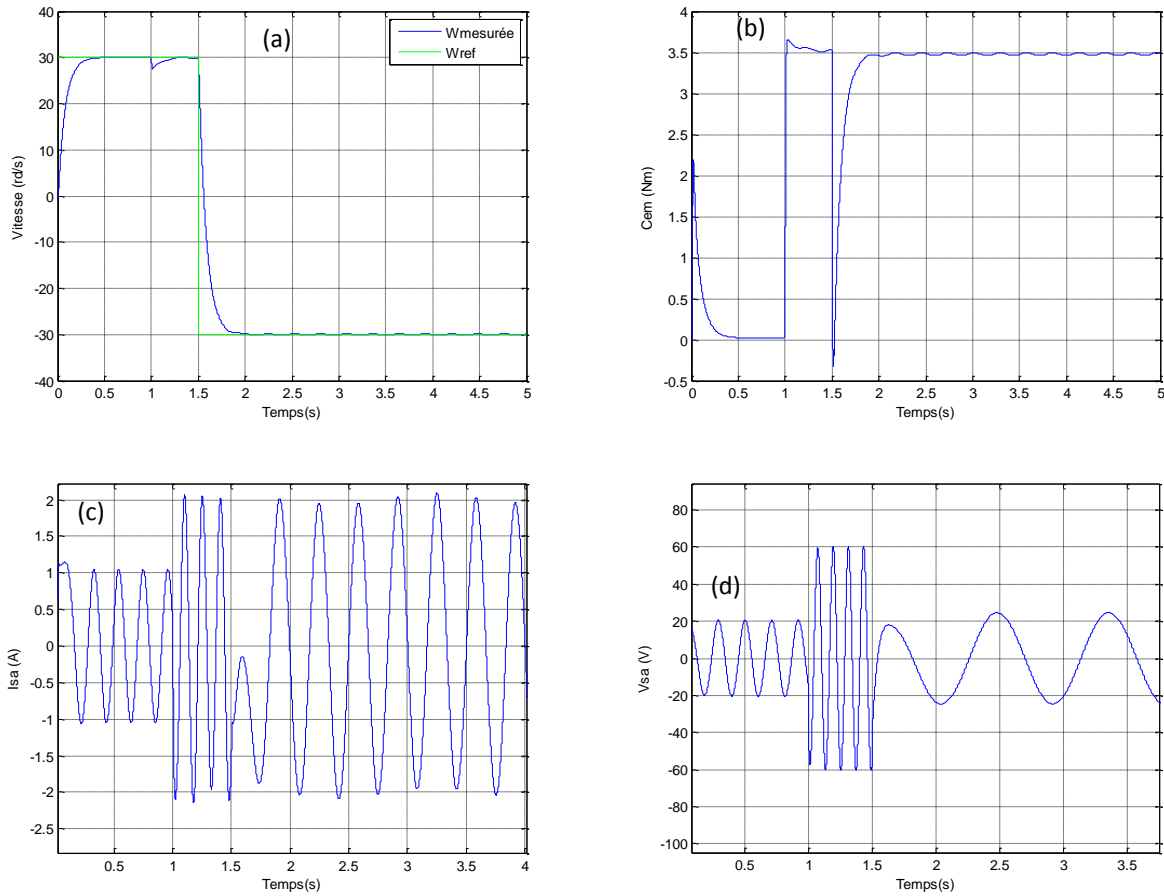 (a)
Wmesurée
Wref
40
30
20
10
0
-10
-20
-30
-40
Vitesse (rd/s)
0 0.5 1 1.5 2 2.5 3 3.5 4 4.5 5
Temps(s)
(b)
4
3.5
3
2.5
2
1.5
1
0.5
0
-0.5
Cem (Nm)
0 0.5 1 1.5 2 2.5 3 3.5 4 4.5 5
Temps(s)
(c)
2
1.5
1
0.5
0
-0.5
-1
-1.5
-2
-2.5
Isa (A)
0.5 1 1.5 2 2.5 3 3.5 4
Temps(s)
(d)
80
60
40
20
0
-20
-40
-60
-80
-100
Vsa (V)
0.5 1 1.5 2 2.5 3 3.5
Temps(s)